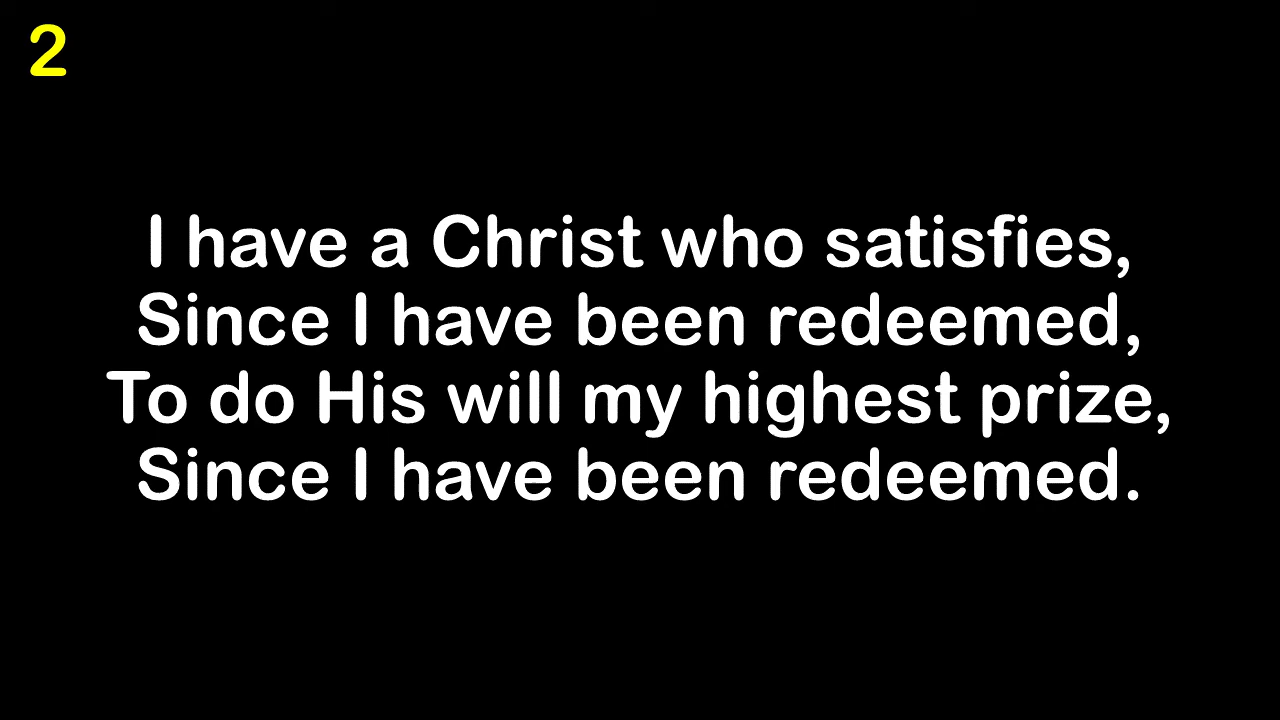 2
I have a Christ who satisfies,
Since I have been redeemed,
To do His will my highest prize,
Since I have been redeemed.